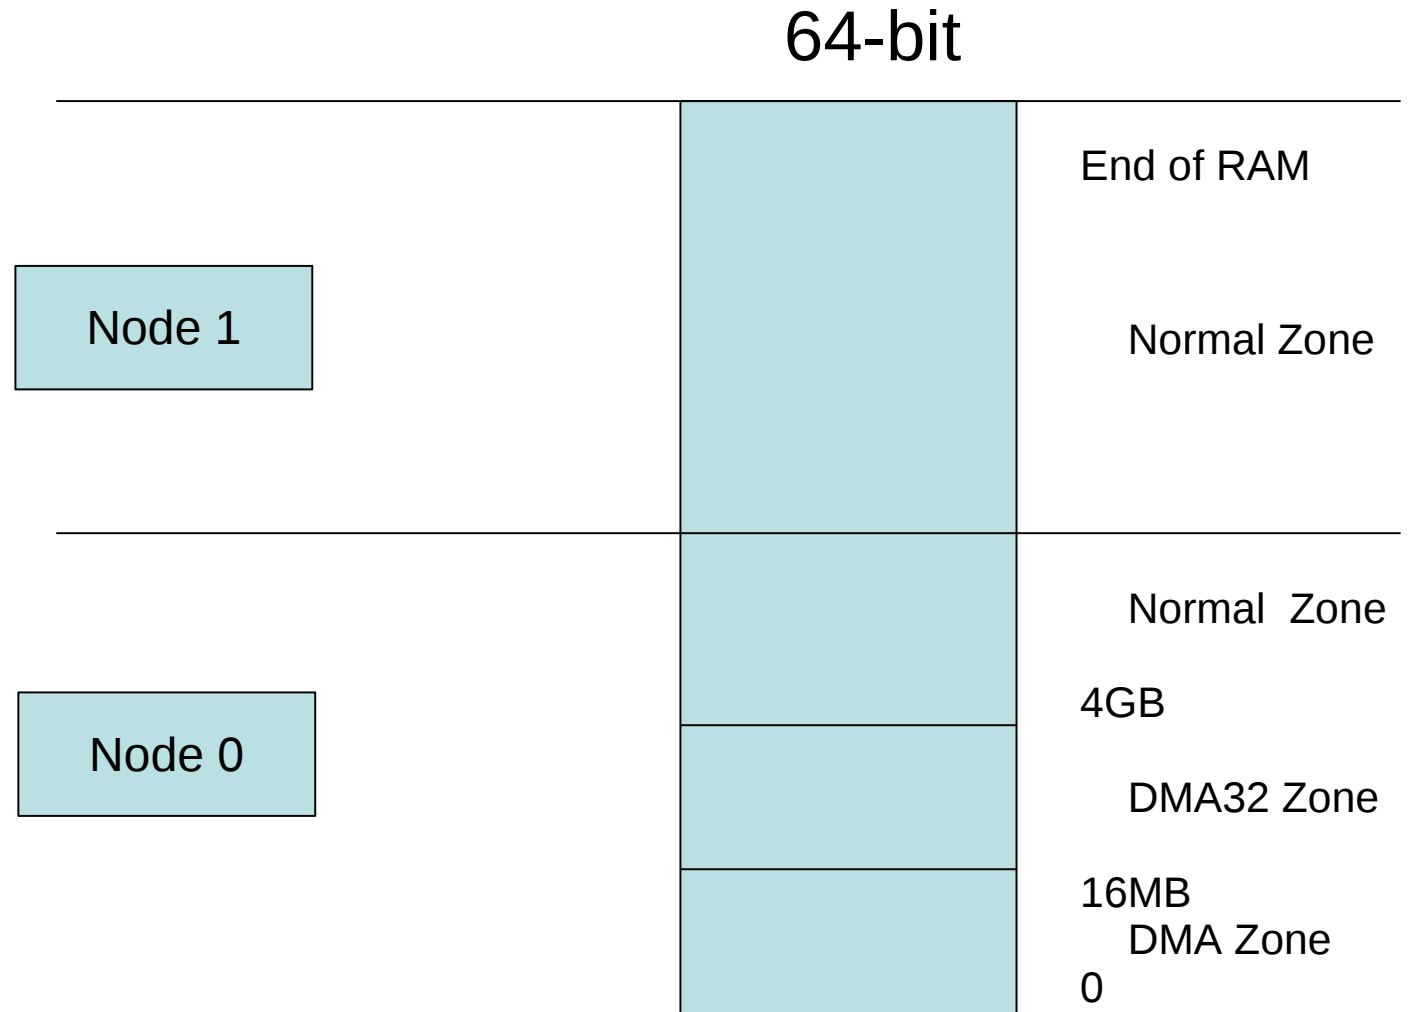 64-bit
End of RAM
Node 1
Normal Zone
Normal  Zone
4GB
Node 0
DMA32 Zone
16MB
DMA Zone
0